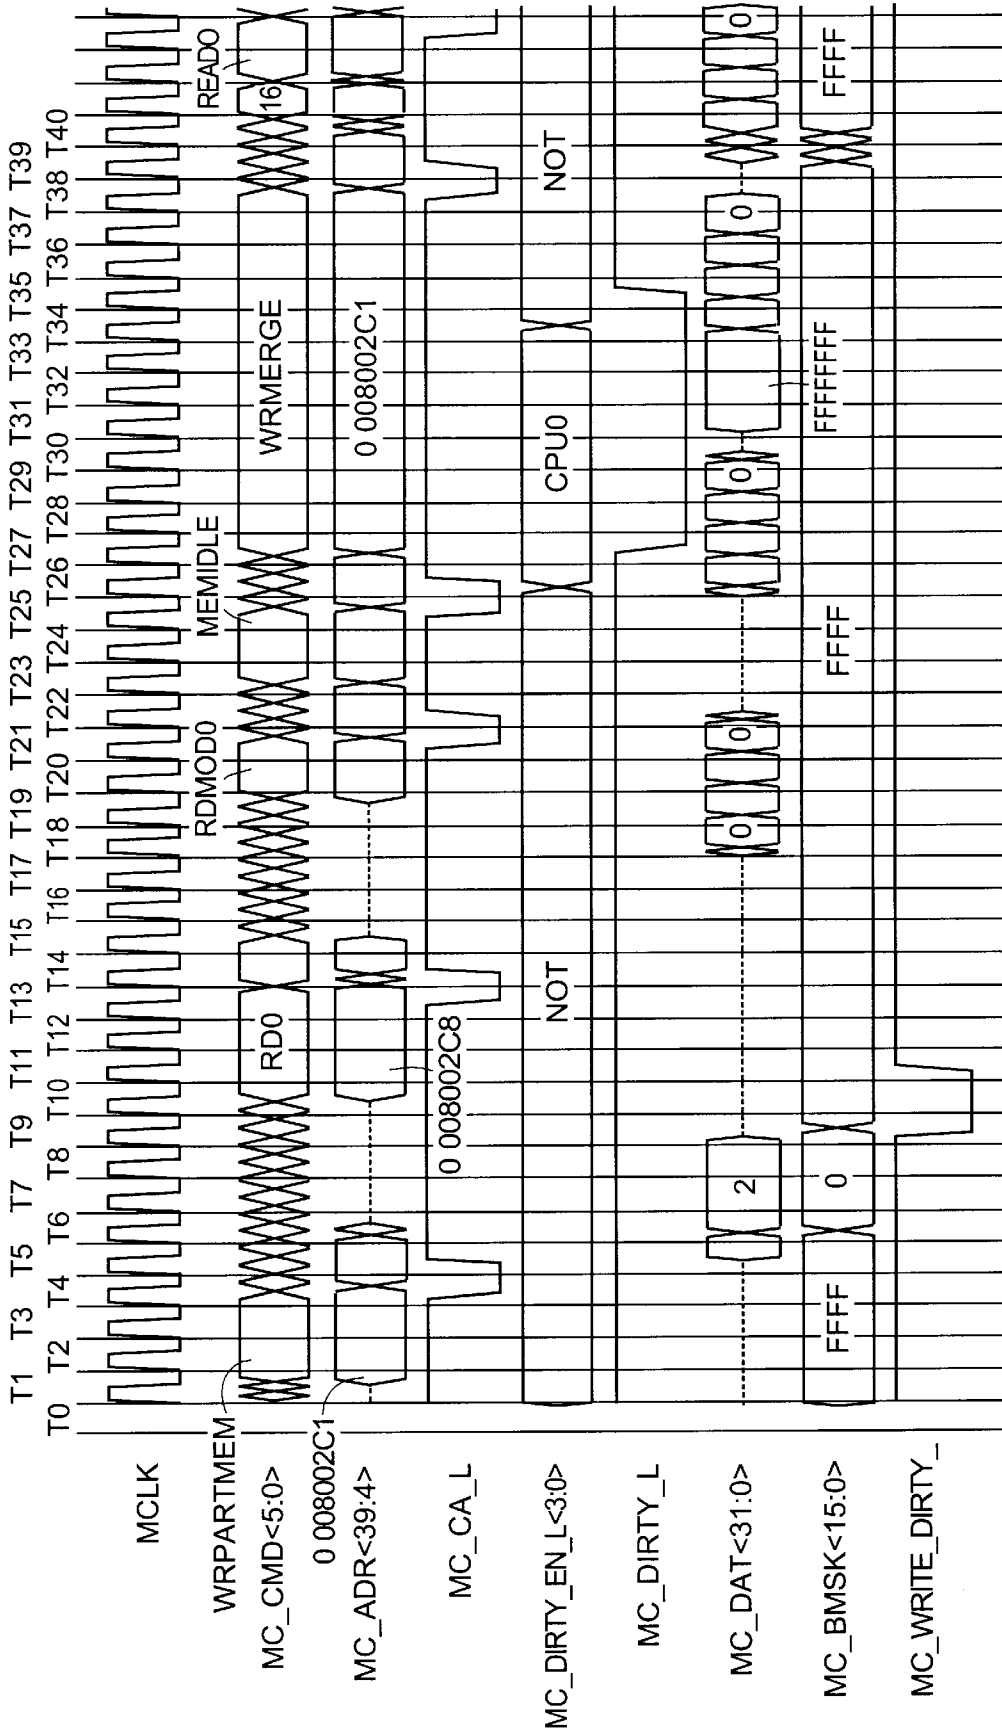 T0 T1 T2 T3 T4 T5 T6 T7 T8 T9 T10 T11 T12 T13 T14 T15 T16 T17 T18 T19 T20 T21 T22 T23 T24 T25 T26 T27 T28 T29 T30 T31 T32 T33 T34 T35 T36 T37 T38 T39 T40
MCLK
WRPARTMEM RDMOD0 MEMIDLE READ0
MC_CMD<5:0> RD0 WRMERGE 16
0 008002C1
MC_ADR<39:4> 0 008002C1
MC_CA_L 0 008002C8
MC_DIRTY_EN_L<3:0> NOT CPU0 NOT
MC_DIRTY_L
MC_DAT<31:0> 2 0 0 0 0 0
FFFFFFFF
MC_BMSK<15:0> FFFF 0 FFFF FFFF
MC_WRITE_DIRTY_